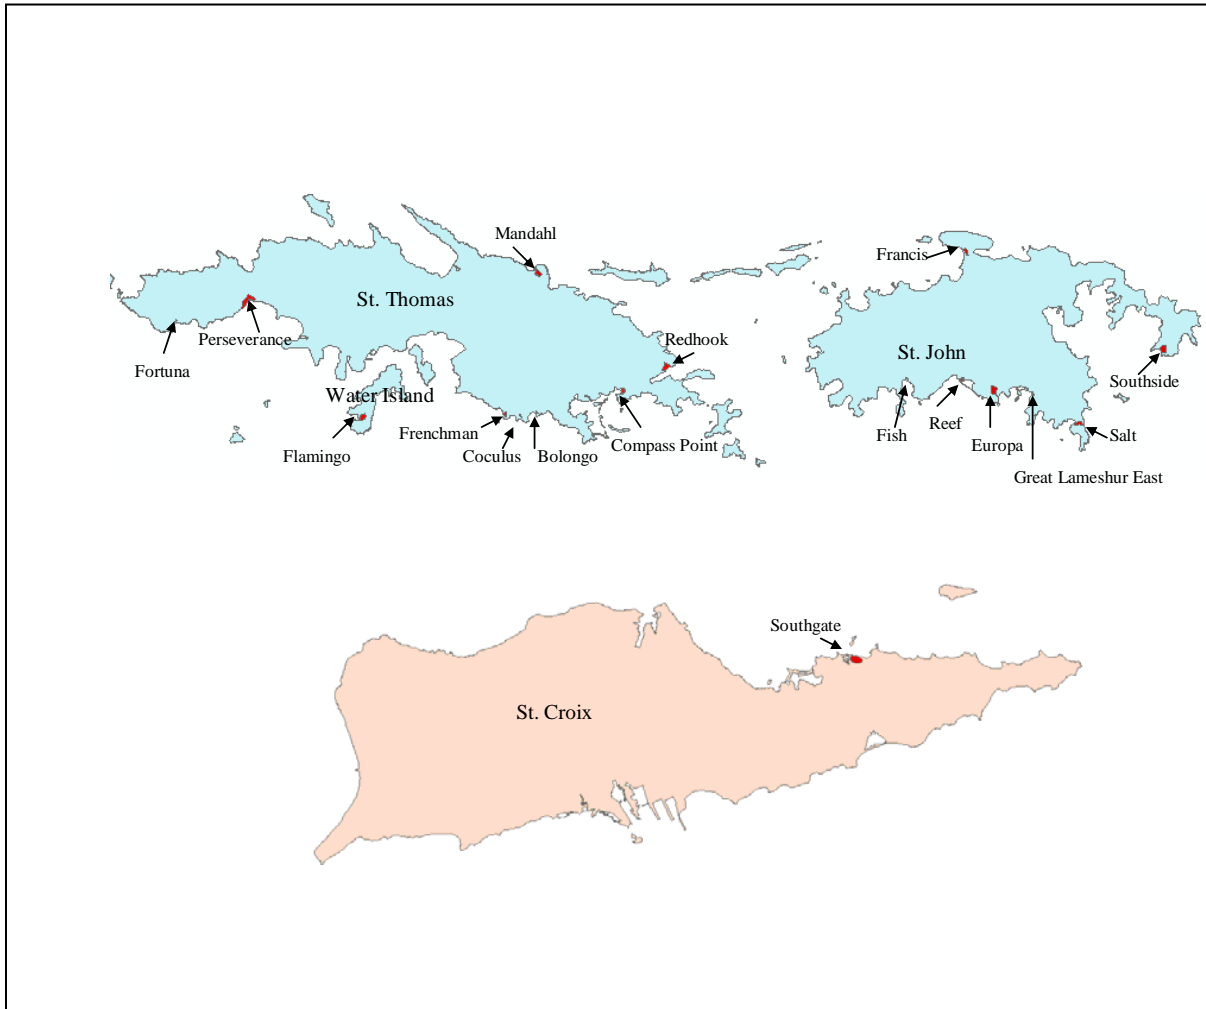 Mandahl
Francis
St. Thomas
Perseverance
Redhook
St. John
Fortuna
Southside
Water Island
Reef
Frenchman
Fish
Salt
Compass Point
Europa
Flamingo
Coculus
Bolongo
Great Lameshur East
Southgate
St. Croix